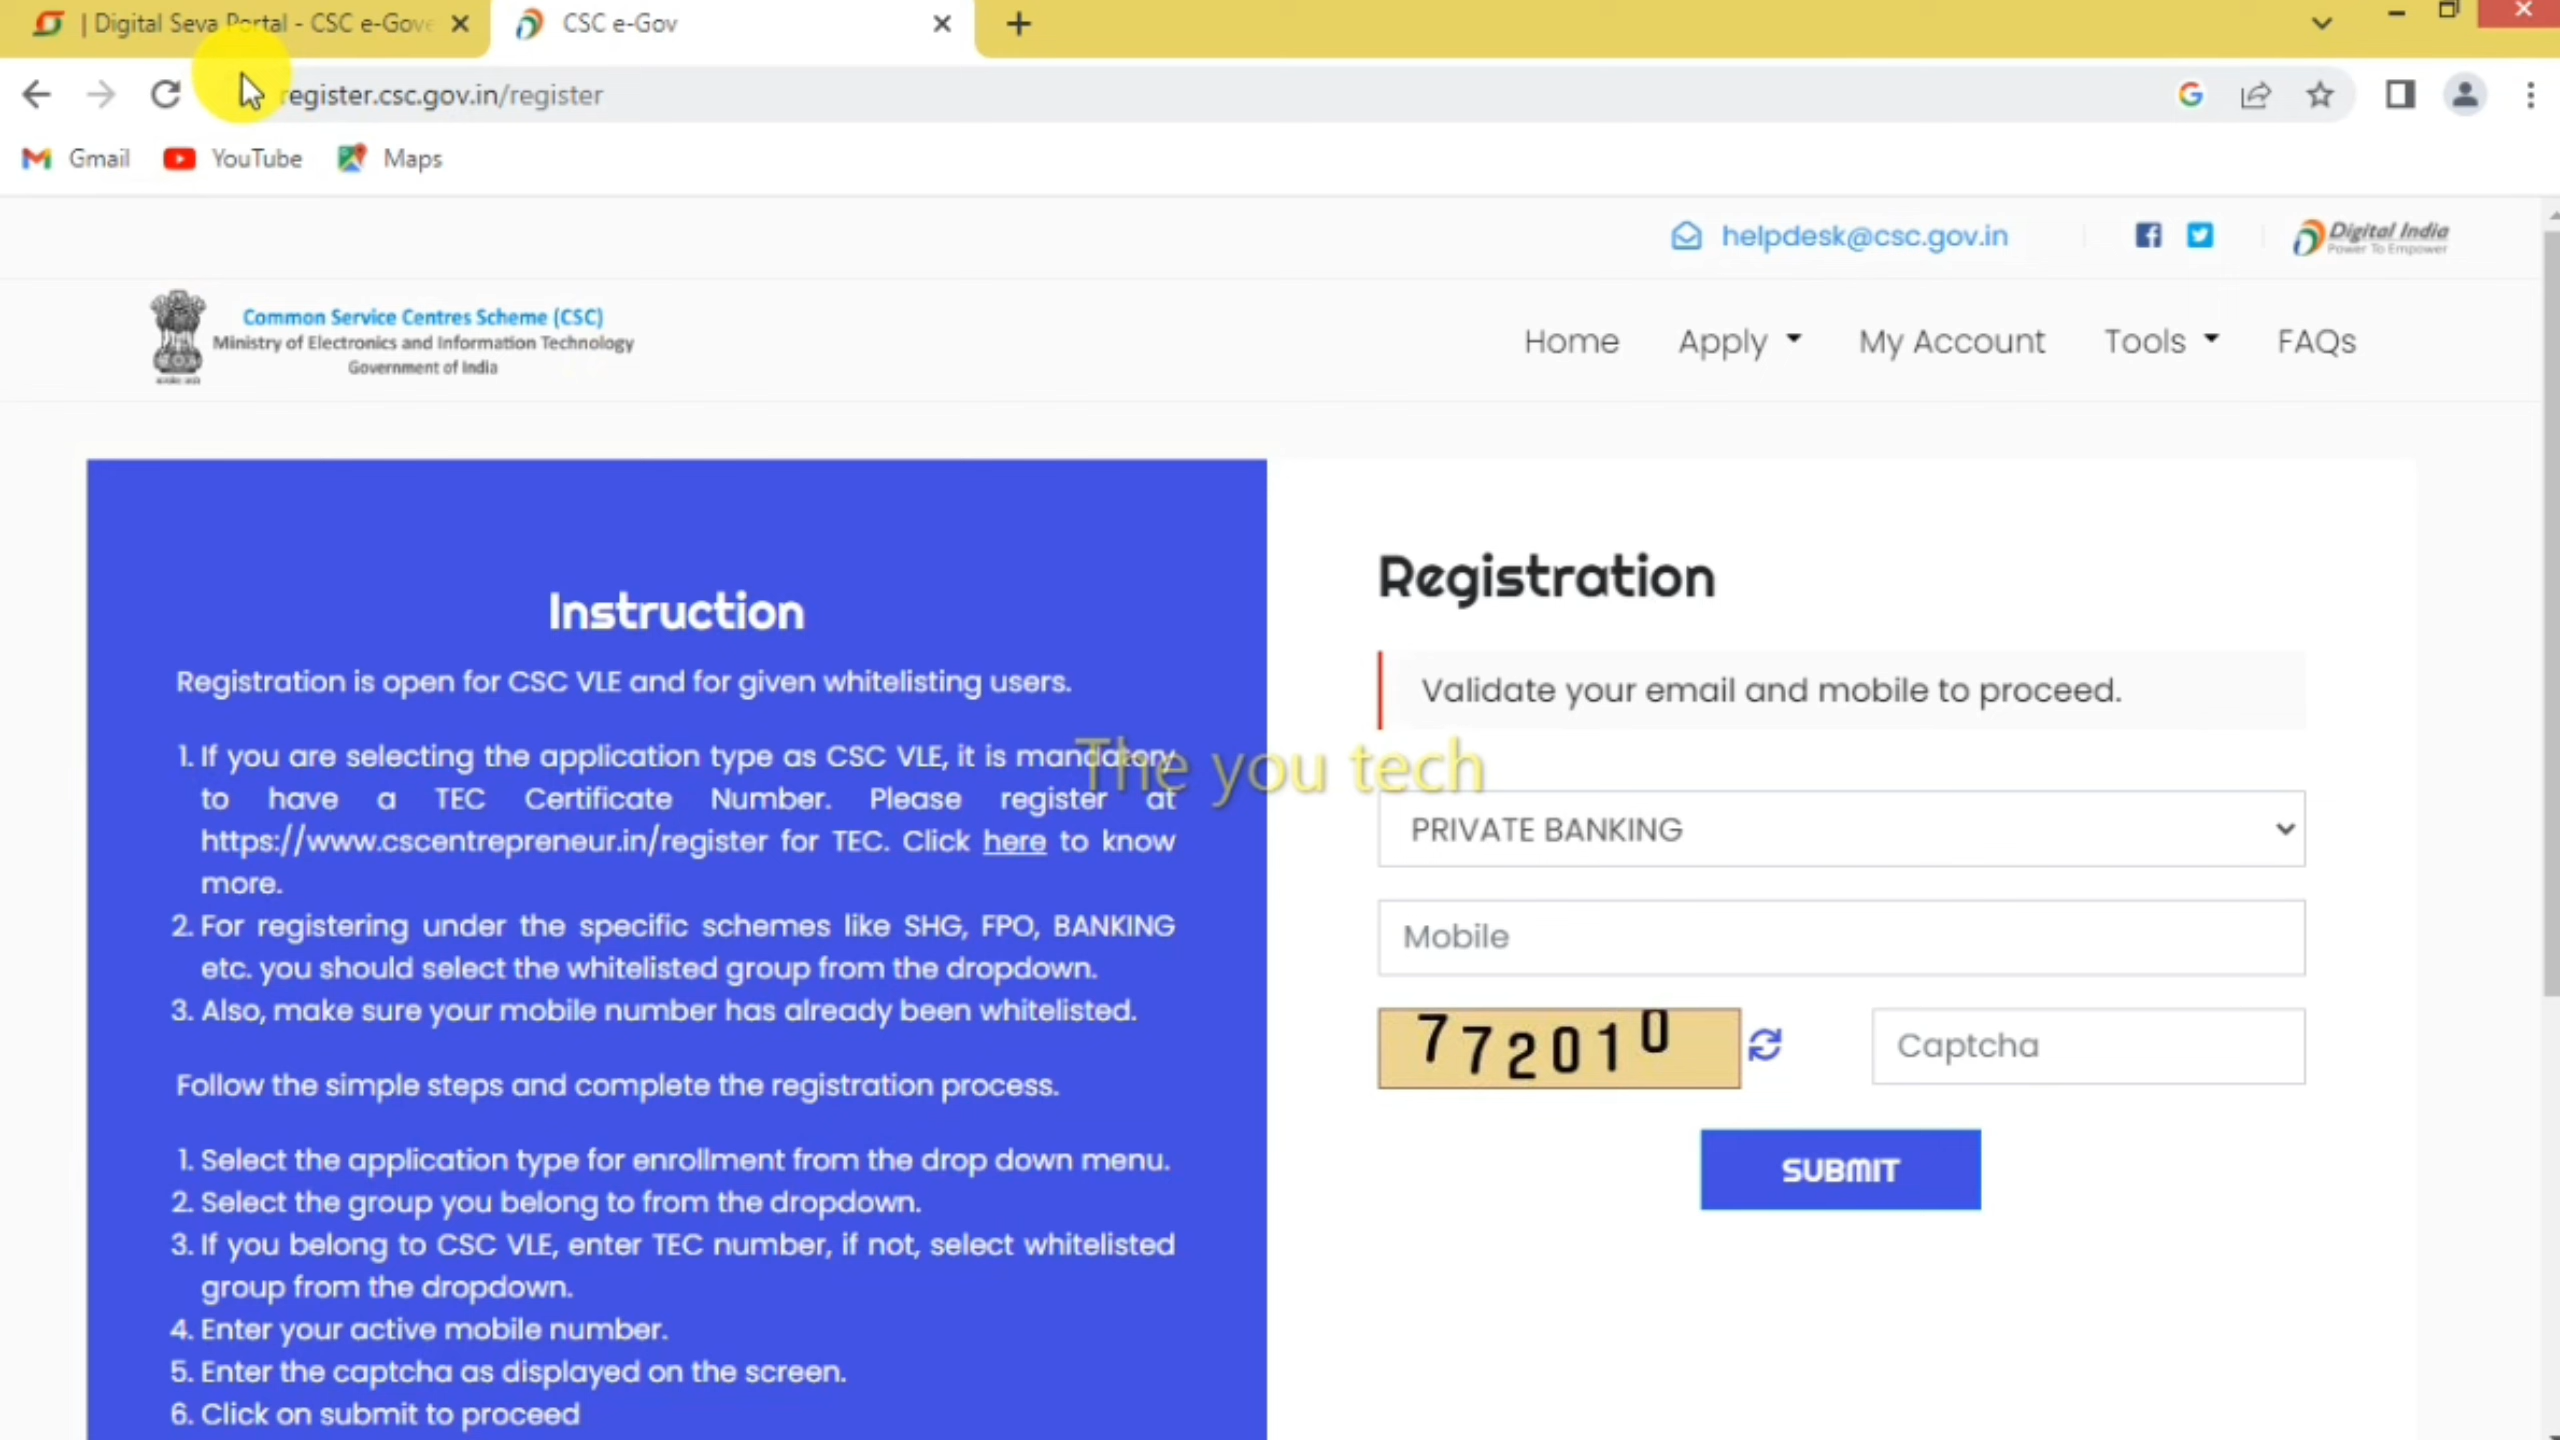 | Digital Seva Portal - CSC e-Gove
CSC e-Gov
register.csc.gov.in/register
Gmail
YouTube
Maps
helpdesk@csc.gov.in
Digital India
Power To Empower
Common Service Centres Scheme (CSC)
Ministry of Electronics and Information Technology
Government of India
Home
Apply
My Account
Tools
FAQs
Instruction
Registration is open for CSC VLE and for given whitelisting users.
1. If you are selecting the application type as CSC VLE, it is mandatory
to have a TEC Certificate Number. Please register at
https://www.cscentrepreneur.in/register for TEC. Click here to know
more.
2. For registering under the specific schemes like SHG, FPO, BANKING
etc. you should select the whitelisted group from the dropdown.
3. Also, make sure your mobile number has already been whitelisted.
Follow the simple steps and complete the registration process.
1. Select the application type for enrollment from the drop down menu.
2. Select the group you belong to from the dropdown.
3. If you belong to CSC VLE, enter TEC number, if not, select whitelisted
group from the dropdown.
4. Enter your active mobile number.
5. Enter the captcha as displayed on the screen.
6. Click on submit to proceed
Registration
Validate your email and mobile to proceed.
The you tech
PRIVATE BANKING
Mobile
772010
Captcha
SUBMIT